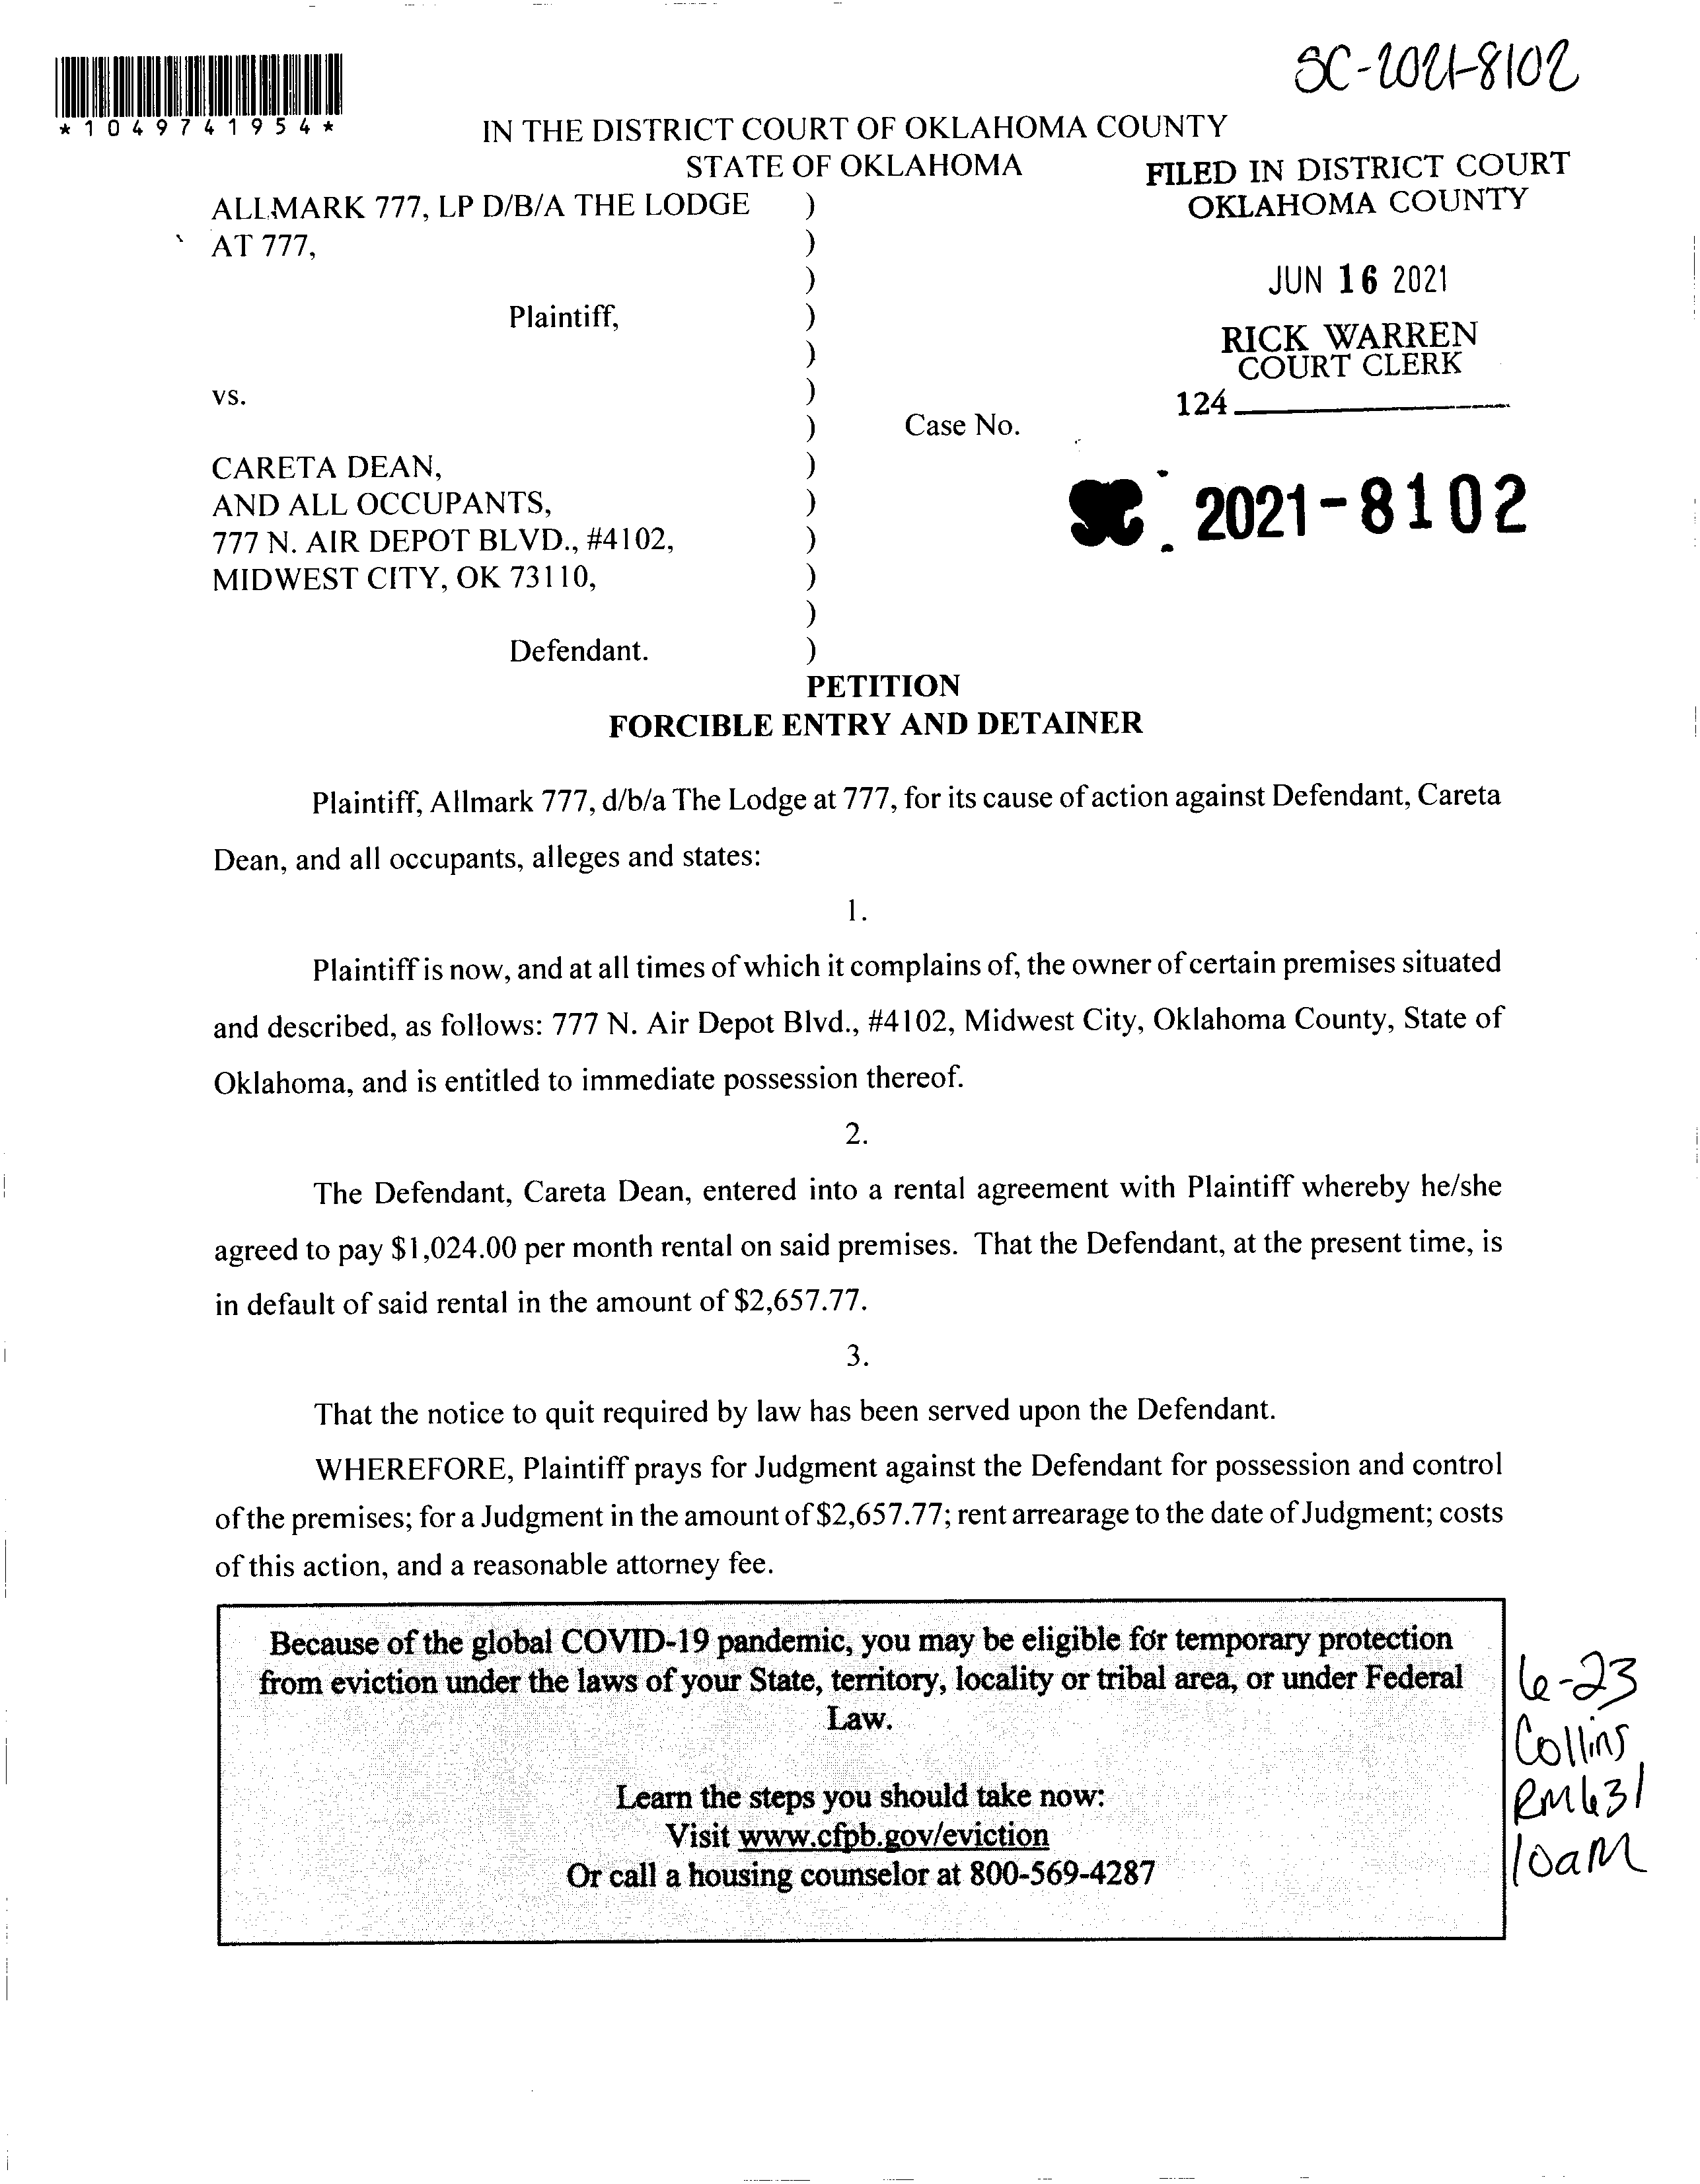 SC-2021-8102
*1049741954*
IN THE DISTRICT COURT OF OKLAHOMA COUNTY
STATE OF OKLAHOMA
FILED IN DISTRICT COURT
OKLAHOMA COUNTY
JUN 16 2021
RICK WARREN
COURT CLERK
124
ALLMARK 777, LP D/B/A THE LODGE )
AT 777, )
)
Plaintiff, )
)
vs. )
) Case No.
CARETA DEAN, )
AND ALL OCCUPANTS, )
777 N. AIR DEPOT BLVD., #4102, )
MIDWEST CITY, OK 73110, )
)
Defendant. )
SC 2021-8102
PETITION
FORCIBLE ENTRY AND DETAINER
Plaintiff, Allmark 777, d/b/a The Lodge at 777, for its cause of action against Defendant, Careta
Dean, and all occupants, alleges and states:
1.
Plaintiff is now, and at all times of which it complains of, the owner of certain premises situated
and described, as follows: 777 N. Air Depot Blvd., #4102, Midwest City, Oklahoma County, State of
Oklahoma, and is entitled to immediate possession thereof.
2.
The Defendant, Careta Dean, entered into a rental agreement with Plaintiff whereby he/she
agreed to pay $1,024.00 per month rental on said premises. That the Defendant, at the present time, is
in default of said rental in the amount of $2,657.77.
3.
That the notice to quit required by law has been served upon the Defendant.
WHEREFORE, Plaintiff prays for Judgment against the Defendant for possession and control
of the premises; for a Judgment in the amount of $2,657.77; rent arrearage to the date of Judgment; costs
of this action, and a reasonable attorney fee.
Because of the global COVID-19 pandemic, you may be eligible for temporary protection
from eviction under the laws of your State, territory, locality or tribal area, or under Federal
Law.
Learn the steps you should take now:
Visit www.cfpb.gov/eviction
Or call a housing counselor at 800-569-4287
6-23
Collins
RM631
10aM